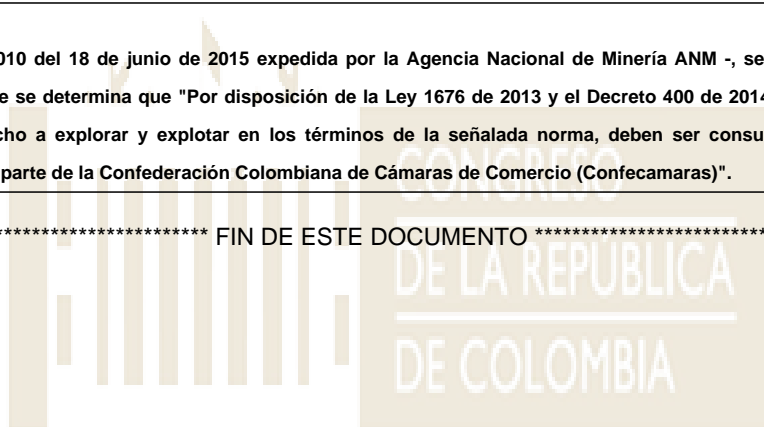 010 del 18 de junio de 2015 expedida por la Agencia Nacional de Minería ANM -, se
e se determina que "Por disposición de la Ley 1676 de 2013 y el Decreto 400 de 2014
cho a explorar y explotar en los términos de la señalada norma, deben ser consu
parte de la Confederación Colombiana de Cámaras de Comercio (Confecamaras)".
*********************** FIN DE ESTE DOCUMENTO *************************
CONGRESO
DE LA REPÚBLICA
DE COLOMBIA